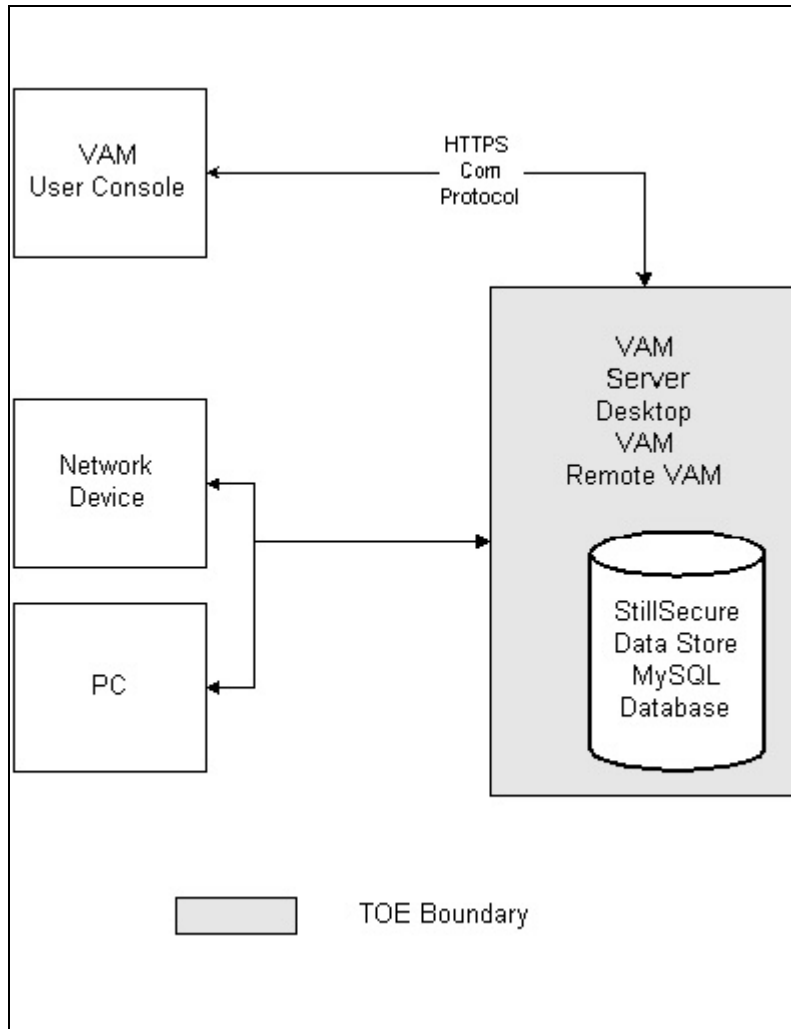 VAM
User Console
HTTPS
Com
Protocol
VAM
Server
Desktop
VAM
Remote VAM
Network
Device
StillSecure
Data Store
MySQL
Database
PC
TOE Boundary